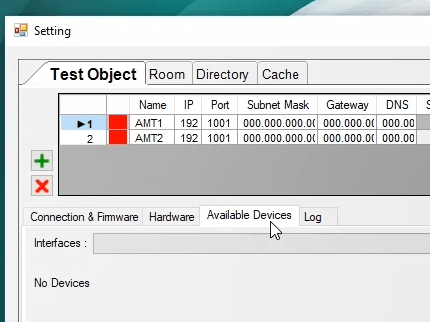 Setting
Test Object Room Directory Cache
Name IP Port Subnet Mask Gateway DNS S
►1 AMT1 192 1001 000.000.000.0( 000.000.0( 000.00
2 AMT2 192 1001 000.000.000.0( 000.000.0( 000.00
Connection & Firmware Hardware Available Devices Log
Interfaces :
No Devices